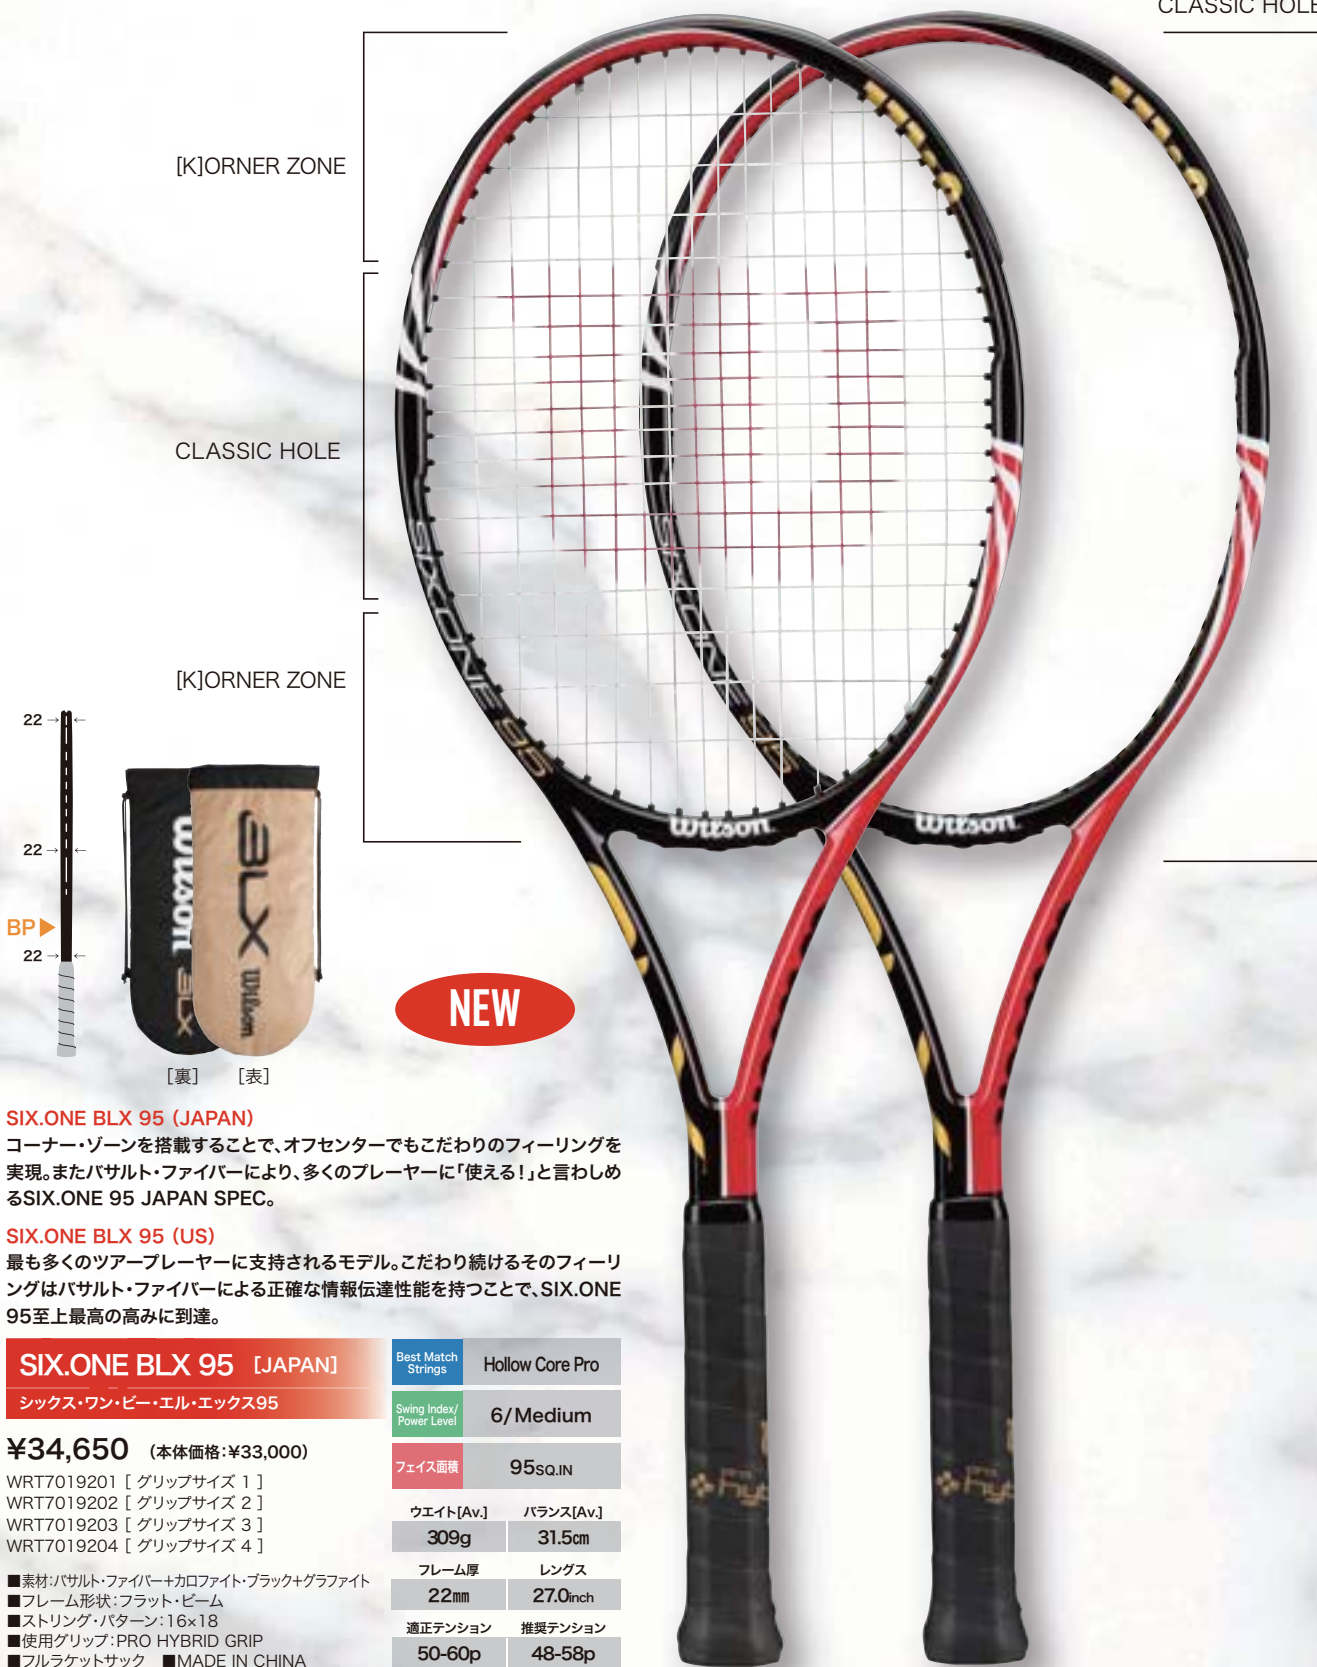 CLASSIC HOLE
[K]ORNER ZONE
CLASSIC HOLE
[K]ORNER ZONE
SIX.ONE 95
SIX.ONE 95
Wilson
Wilson
22
22
BP
22
Wilson BLX
BLX Wilson
[裏] [表]
NEW
SIX.ONE BLX 95 (JAPAN)
コーナー・ゾーンを搭載することで、オフセンターでもこだわりのフィーリングを
実現。またバサルト・ファイバーにより、多くのプレーヤーに「使える!」と言わしめ
るSIX.ONE 95 JAPAN SPEC。
SIX.ONE BLX 95 (US)
最も多くのツアープレーヤーに支持されるモデル。こだわり続けるそのフィーリ
ングはバサルト・ファイバーによる正確な情報伝達性能を持つことで、SIX.ONE
95至上最高の高みに到達。
SIX.ONE BLX 95 [JAPAN]
シックス・ワン・ビー・エル・エックス95
¥34,650 (本体価格:¥33,000)
WRT7019201 [ グリップサイズ 1 ]
WRT7019202 [ グリップサイズ 2 ]
WRT7019203 [ グリップサイズ 3 ]
WRT7019204 [ グリップサイズ 4 ]
■素材:バサルト・ファイバー+カロファイト・ブラック+グラファイト
■フレーム形状:フラット・ビーム
■ストリング・パターン:16×18
■使用グリップ:PRO HYBRID GRIP
■フルラケットサック ■MADE IN CHINA
Best Match
Strings
Hollow Core Pro
Swing Index/
Power Level
6/Medium
フェイス面積
95SQ.IN
ウエイト[Av.] バランス[Av.]
309g 31.5cm
フレーム厚 レングス
22mm 27.0inch
適正テンション 推奨テンション
50-60p 48-58p